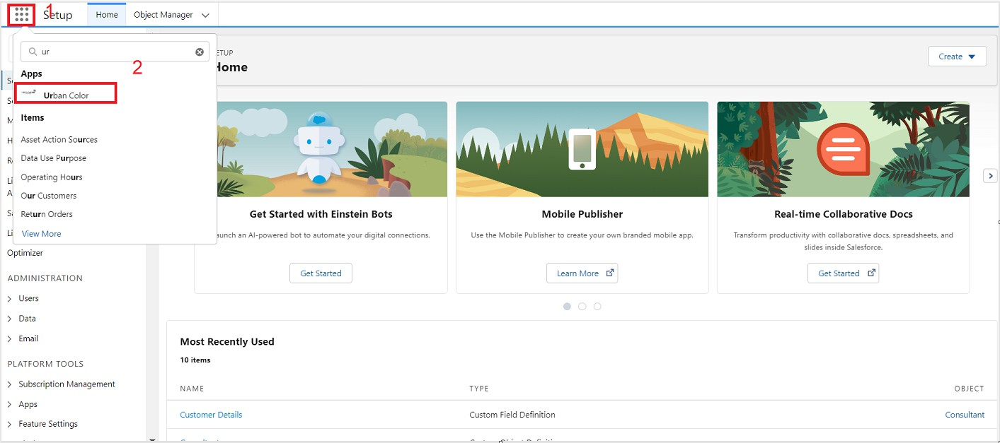 1
Setup
Home
Object Manager
ur
2
Apps
Urban Color
Items
Asset Action Sources
Data Use Purpose
Operating Hours
Our Customers
Return Orders
View More
Optimizer
ADMINISTRATION
Users
Data
Email
PLATFORM TOOLS
Subscription Management
Apps
Feature Settings
ETUP
Home
Create
Get Started with Einstein Bots
aunch an AI-powered bot to automate your digital connections.
Get Started
Mobile Publisher
Use the Mobile Publisher to create your own branded mobile app.
Learn More
Real-time Collaborative Docs
Transform productivity with collaborative docs, spreadsheets, and
slides inside Salesforce.
Get Started
Most Recently Used
10 items
NAME TYPE OBJECT
Customer Details Custom Field Definition Consultant